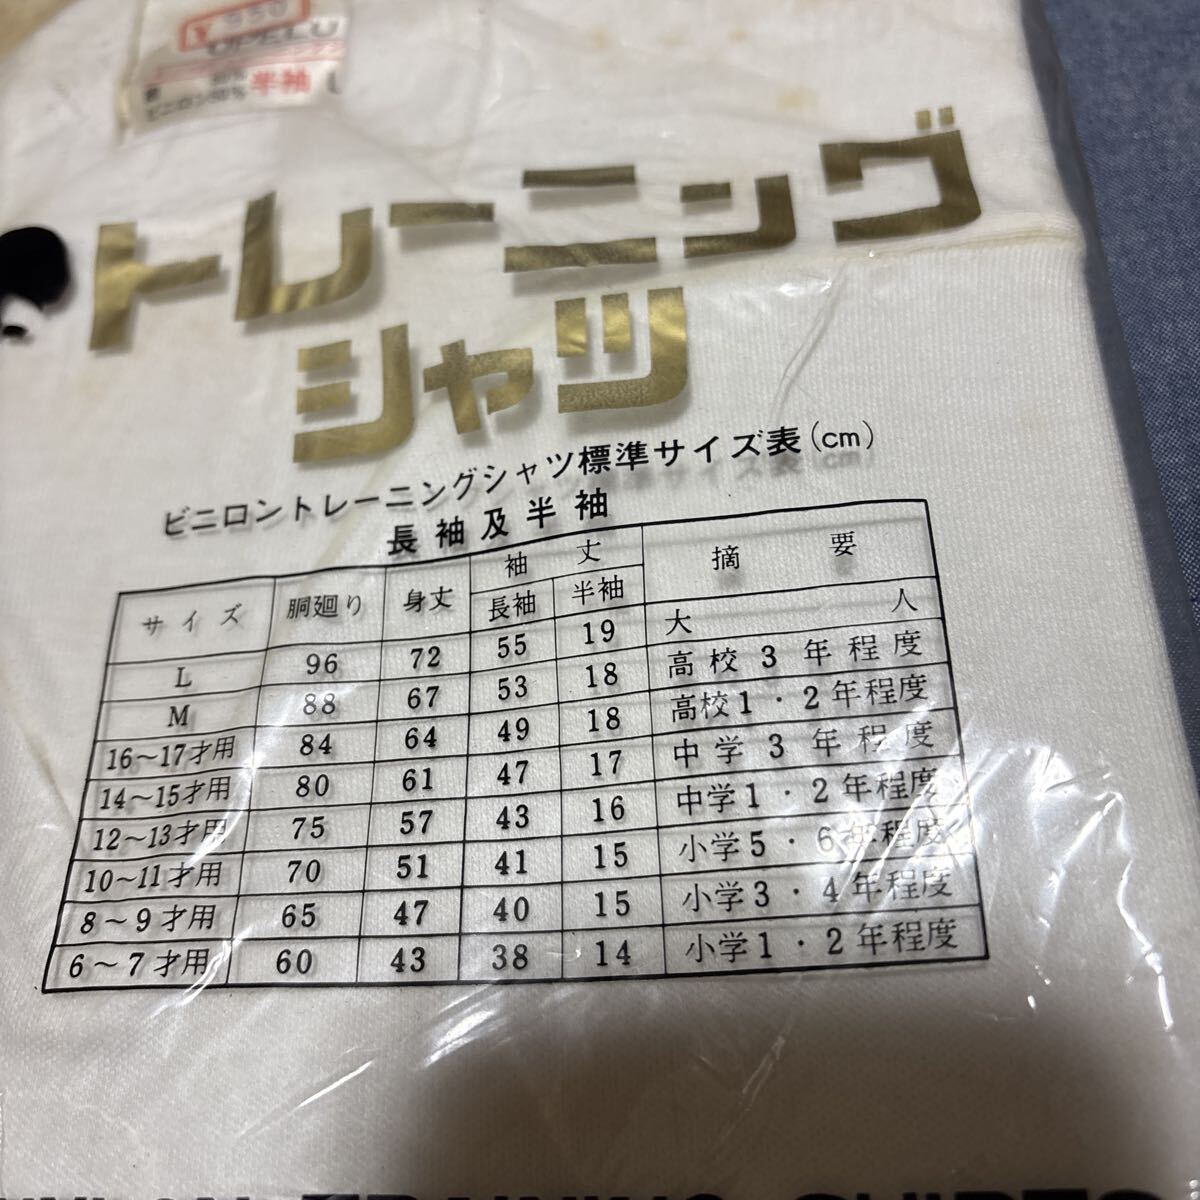 半袖
トレーニング
シャツ
ビニロントレーニングシャツ標準サイズ表(cm)
長袖及半袖
サイズ 胴廻り 身丈 袖丈 摘要
長袖 半袖
L 96 72 55 19 大人
M 88 67 53 18 高校3年程度
16〜17才用 84 64 49 18 高校1・2年程度
14〜15才用 80 61 47 17 中学3年程度
12〜13才用 75 57 43 16 中学1・2年程度
10〜11才用 70 51 41 15 小学5・6年程度
8〜9才用 65 47 40 15 小学3・4年程度
6〜7才用 60 43 38 14 小学1・2年程度